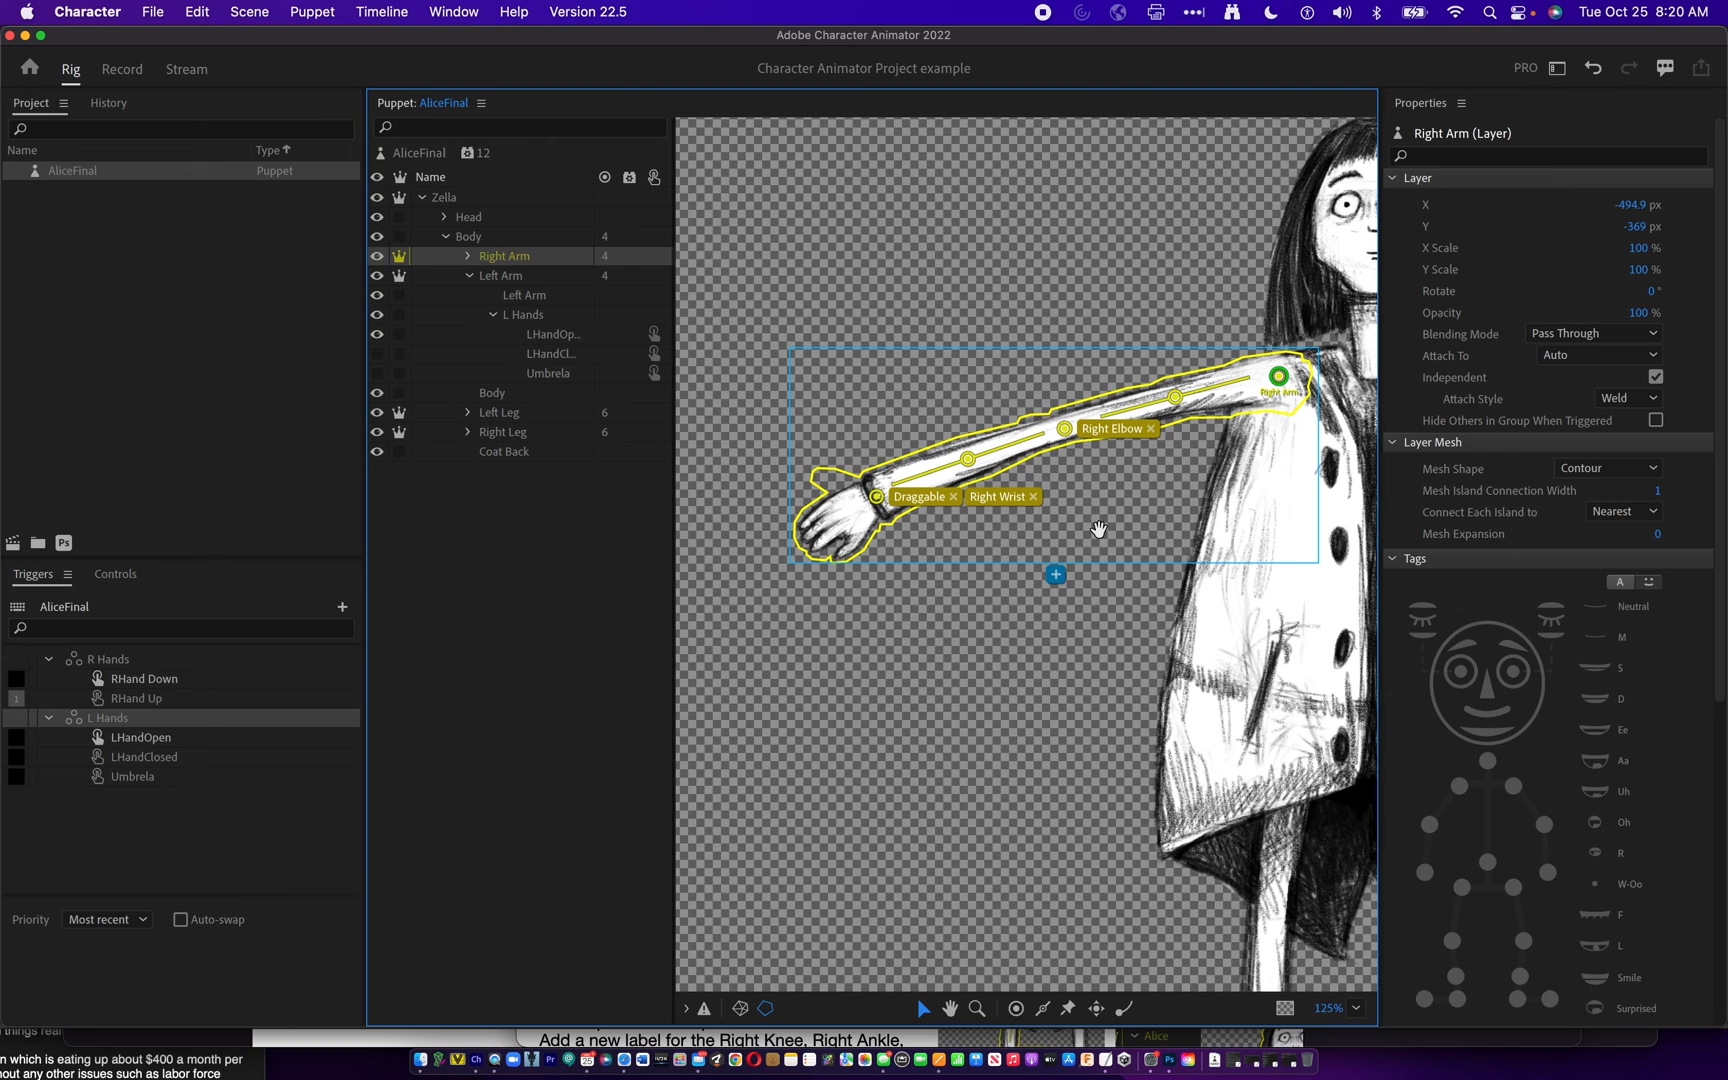 Character File Edit Scene Puppet Timeline Window Help Version 22.5 Tue Oct 25 8:20 AM
Adobe Character Animator 2022
Rig Record Stream Character Animator Project example PRO
Project History
Name Type
AliceFinal Puppet
Puppet: AliceFinal
AliceFinal 12
Name
Zella
Head
Body 4
Right Arm 4
Left Arm 4
Left Arm
L Hands
LHandOp...
LHandCl...
Umbrela
Body
Left Leg 6
Right Leg 6
Coat Back
Right Arm
Right Elbow
Draggable Right Wrist
125%
Properties
Right Arm (Layer)
Layer
X -494.9 px
Y -369 px
X Scale 100 %
Y Scale 100 %
Rotate 0 °
Opacity 100 %
Blending Mode Pass Through
Attach To Auto
Independent
Attach Style Weld
Hide Others in Group When Triggered
Layer Mesh
Mesh Shape Contour
Mesh Island Connection Width 1
Connect Each Island to Nearest
Mesh Expansion 0
Tags
A
Neutral
M
S
D
Ee
Aa
Uh
Oh
R
W-Oo
F
L
Smile
Surprised
Ps
Triggers Controls
AliceFinal
R Hands
RHand Down
1 RHand Up
L Hands
LHandOpen
LHandClosed
Umbrela
Priority Most recent Auto-swap
Add a new label for the Right Knee, Right Ankle,
Alice
n which is eating up about $400 a month per
hout any other issues such as labor force